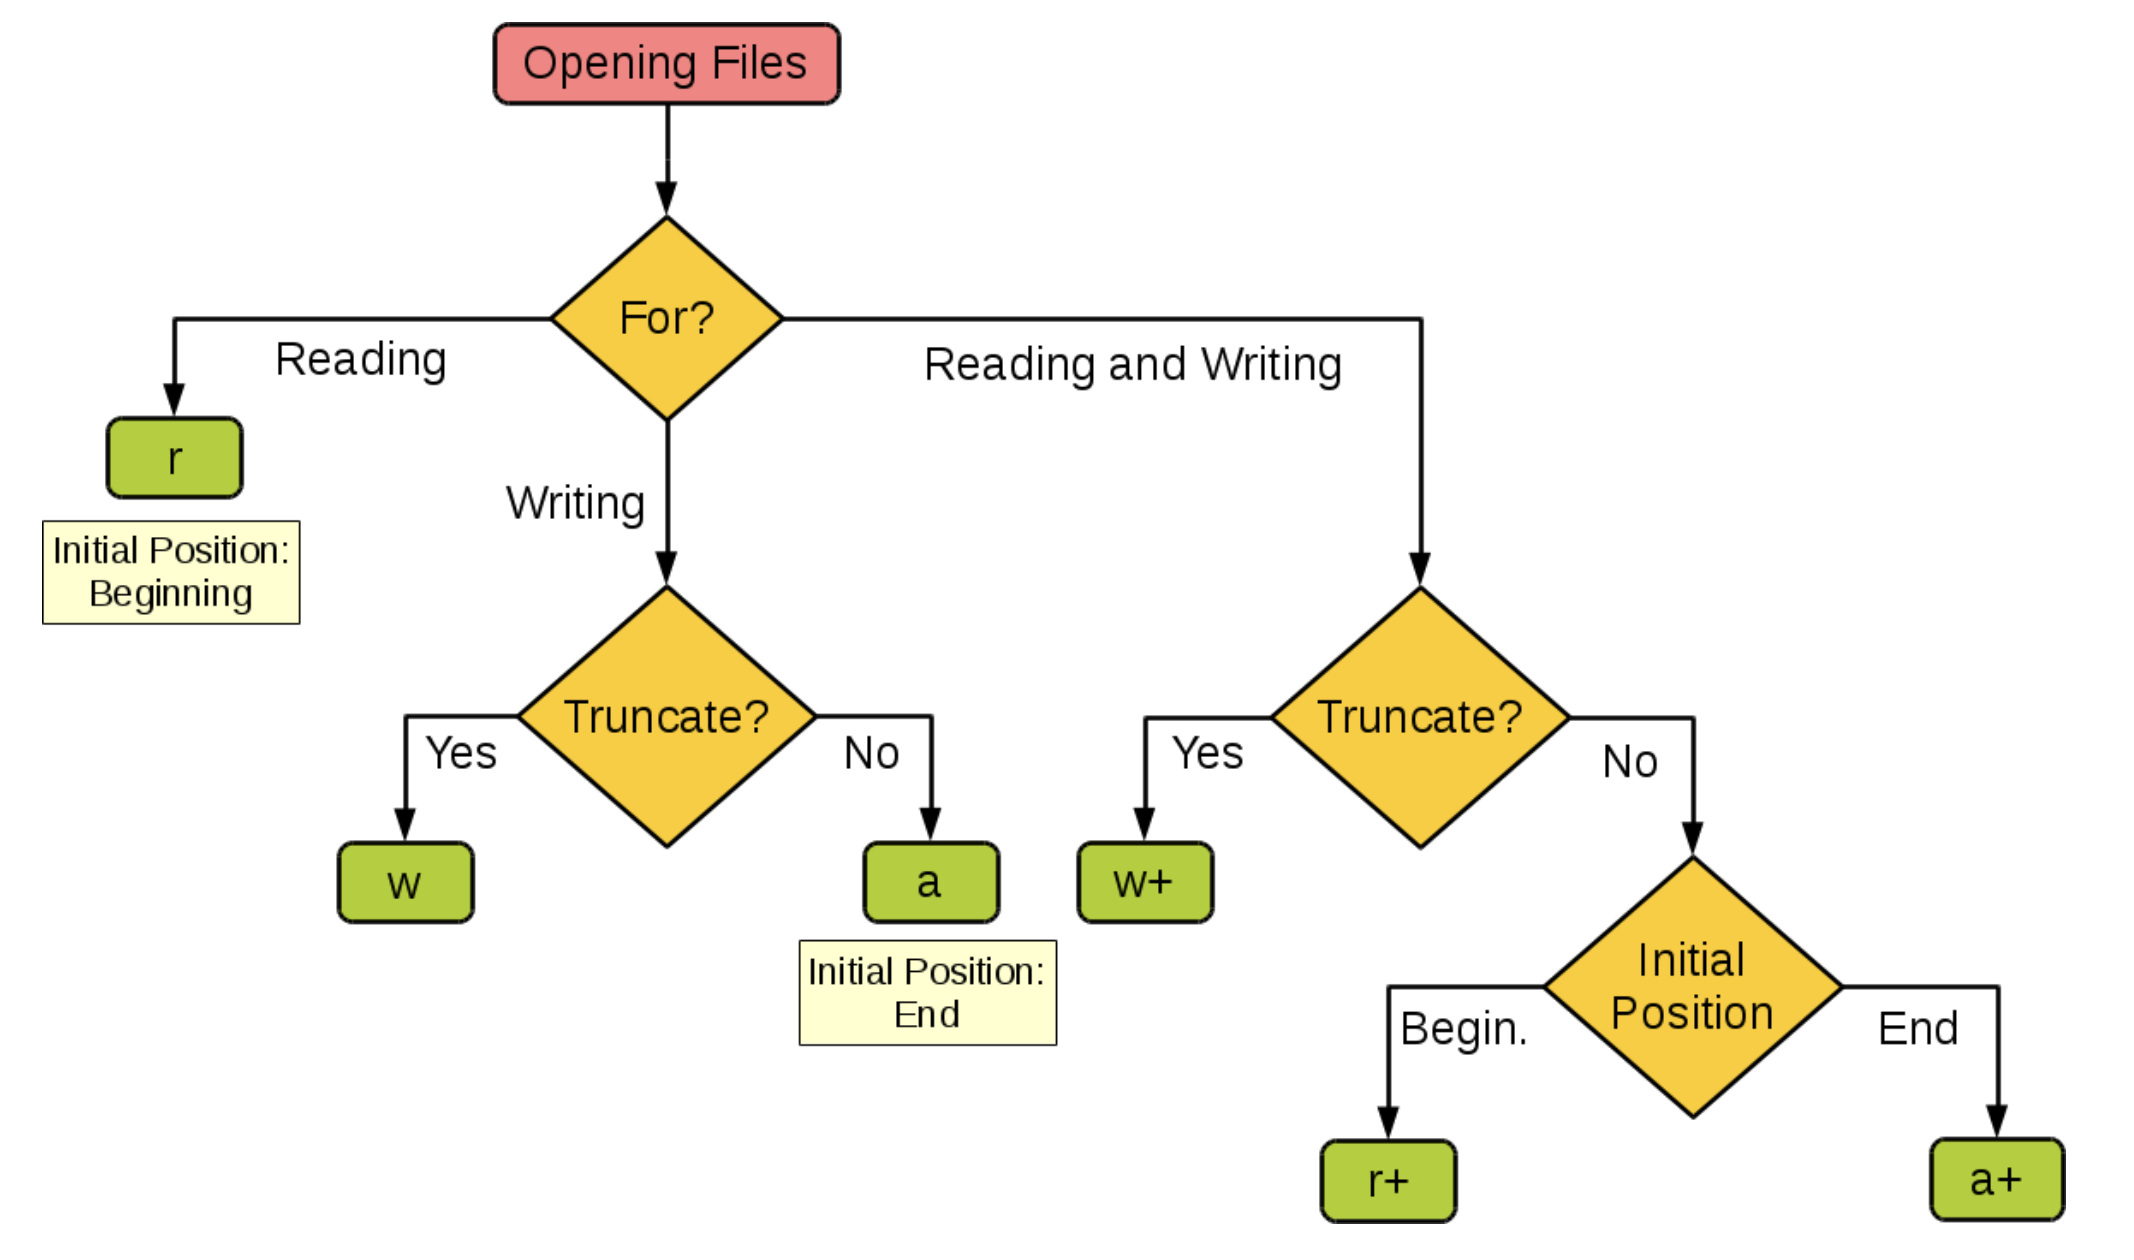 Opening Files
For?
Reading
Reading and Writing
r
Writing
Initial Position:
Beginning
Truncate?
Truncate?
Yes
No
Yes
No
w
a
w+
Initial Position:
End
Initial
Position
Begin.
End
r+
a+